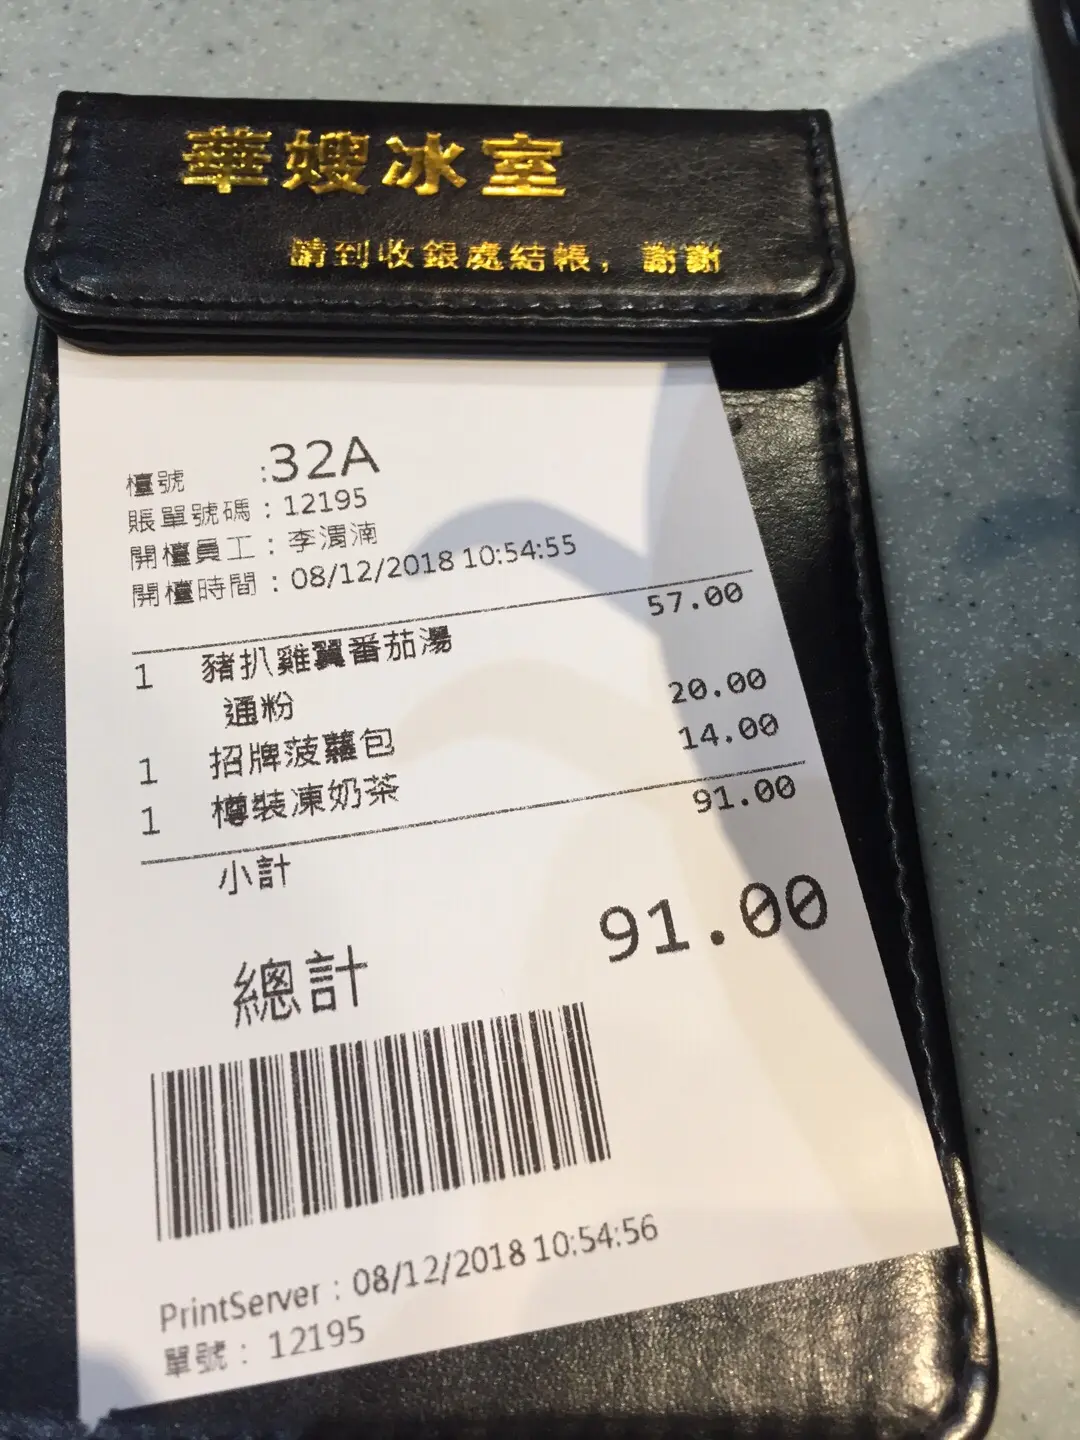 華嫂冰室
請到收銀處結帳，謝謝
檯號 :32A
賬單號碼 : 12195
開檯員工 : 李渭湳
開檯時間 : 08/12/2018 10:54:55
1 豬扒雞翼番茄湯 57.00
通粉
1 招牌菠蘿包 20.00
1 樽裝凍奶茶 14.00
小計 91.00
總計 91.00
PrintServer : 08/12/2018 10:54:56
單號 : 12195